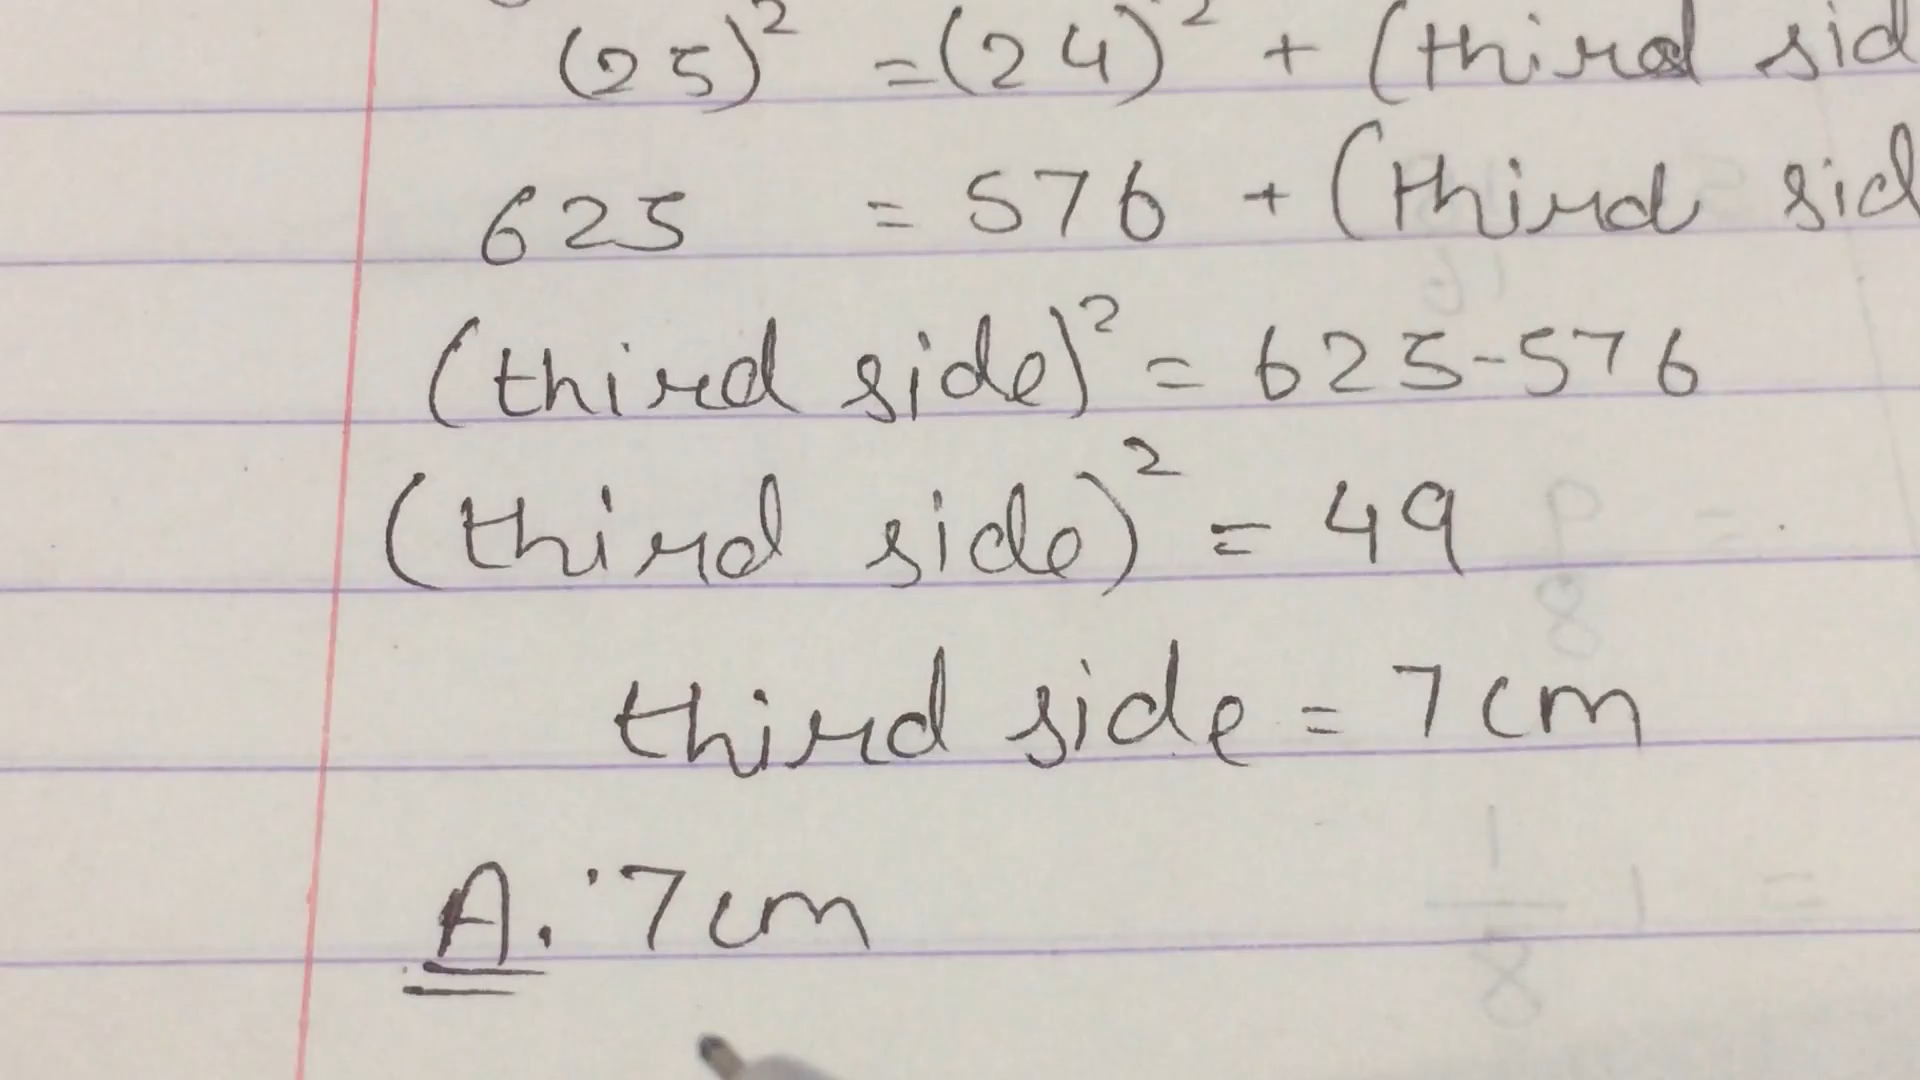 (25)² = (24)² + (third sid
625 = 576 + (third sid
(third side)² = 625-576
(third side)² = 49
third side = 7 cm
A. 7 cm